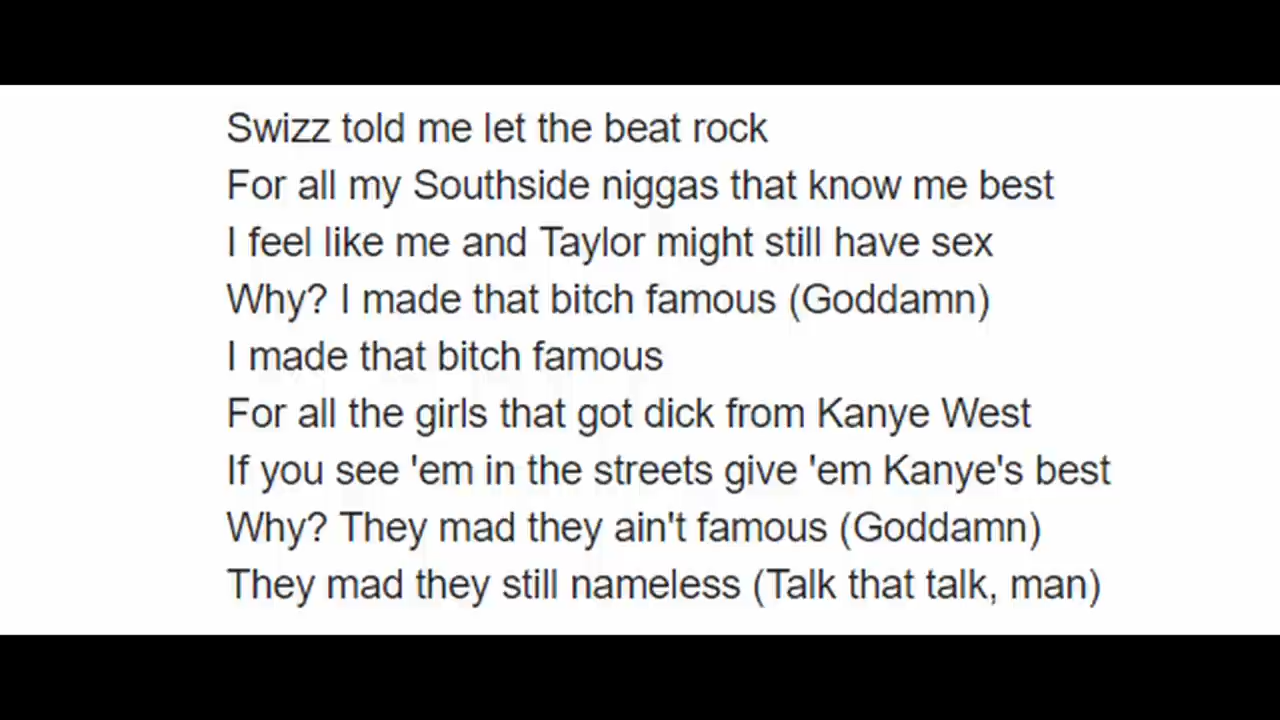 Swizz told me let the beat rock
For all my Southside niggas that know me best
I feel like me and Taylor might still have sex
Why? I made that bitch famous (Goddamn)
I made that bitch famous
For all the girls that got dick from Kanye West
If you see 'em in the streets give 'em Kanye's best
Why? They mad they ain't famous (Goddamn)
They mad they still nameless (Talk that talk, man)